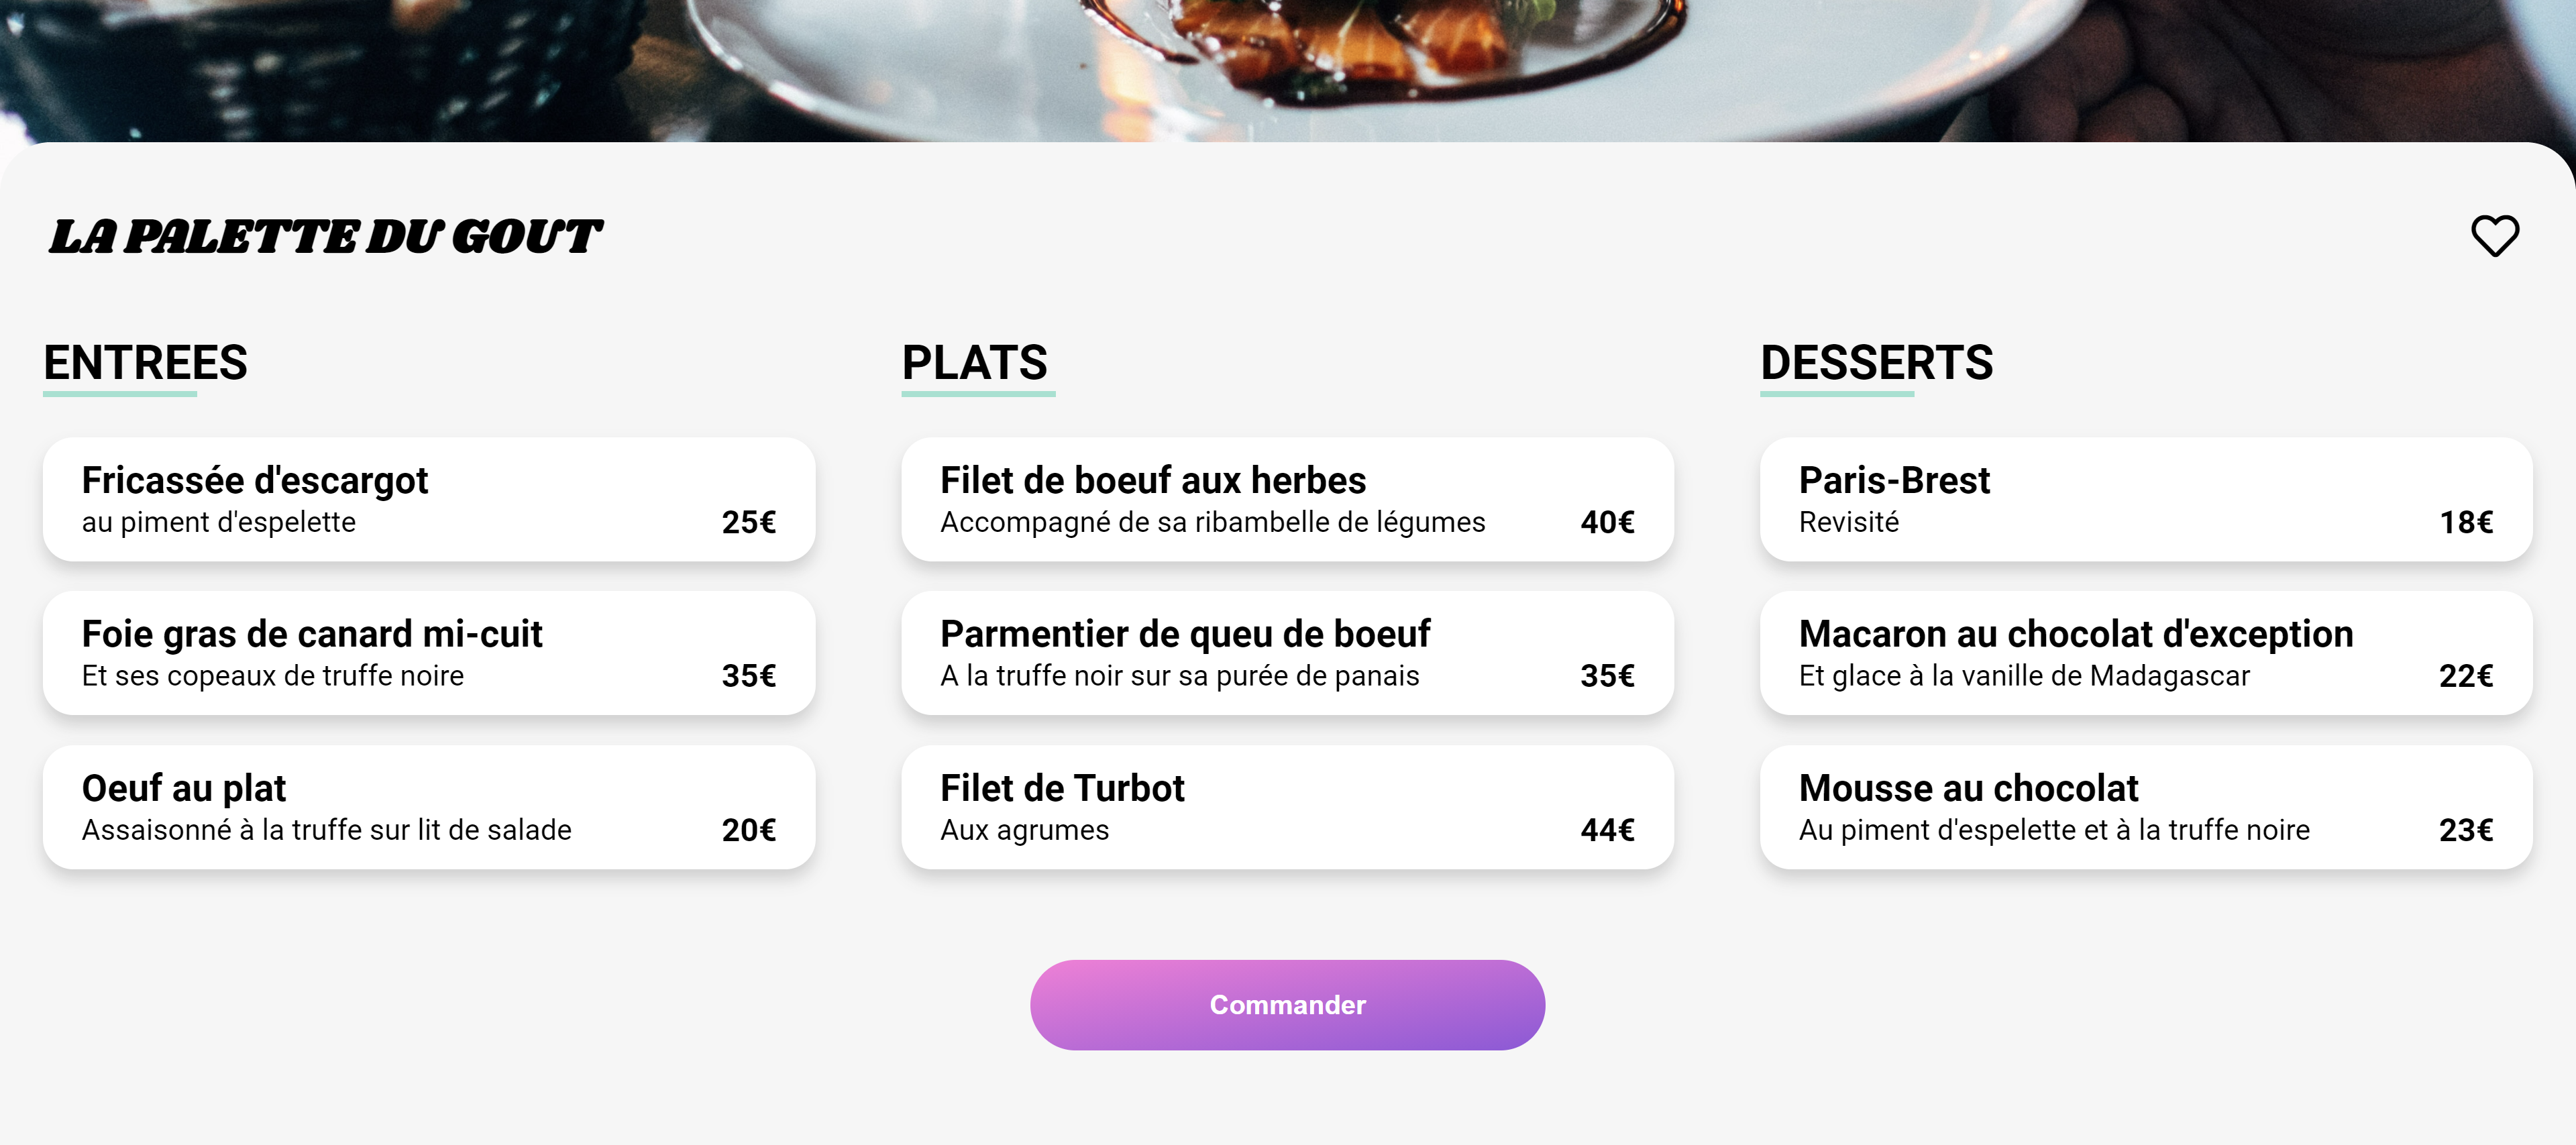 LA PALETTE DU GOUT
ENTREES
Fricassée d'escargot
au piment d'espelette
25€
Foie gras de canard mi-cuit
Et ses copeaux de truffe noire
35€
Oeuf au plat
Assaisonné à la truffe sur lit de salade
20€
PLATS
Filet de boeuf aux herbes
Accompagné de sa ribambelle de légumes
40€
Parmentier de queu de boeuf
A la truffe noir sur sa purée de panais
35€
Filet de Turbot
Aux agrumes
44€
DESSERTS
Paris-Brest
Revisité
18€
Macaron au chocolat d'exception
Et glace à la vanille de Madagascar
22€
Mousse au chocolat
Au piment d'espelette et à la truffe noire
23€
Commander